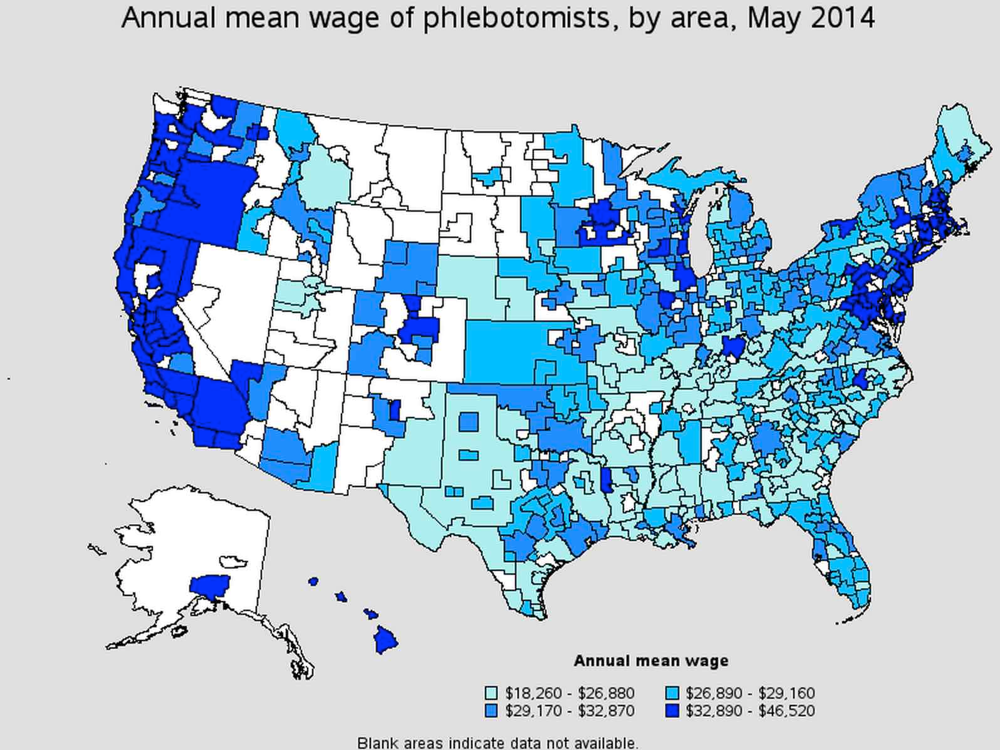 Annual mean wage of phlebotomists, by area, May 2014
Annual mean wage
$18,260 - $26,880
$26,890 - $29,160
$29,170 - $32,870
$32,890 - $46,520
Blank areas indicate data not available.